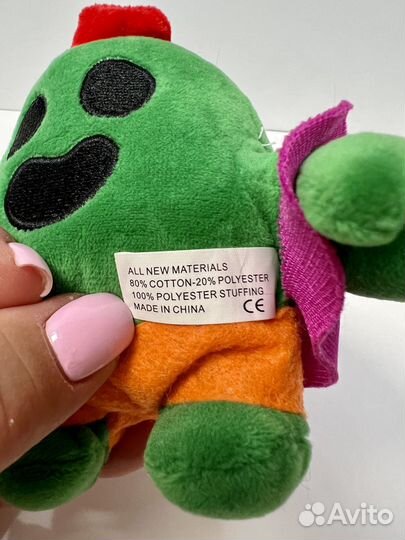 ALL NEW MATERIALS
80% COTTON-20% POLYESTER
100% POLYESTER STUFFING
MADE IN CHINA CE
Avito